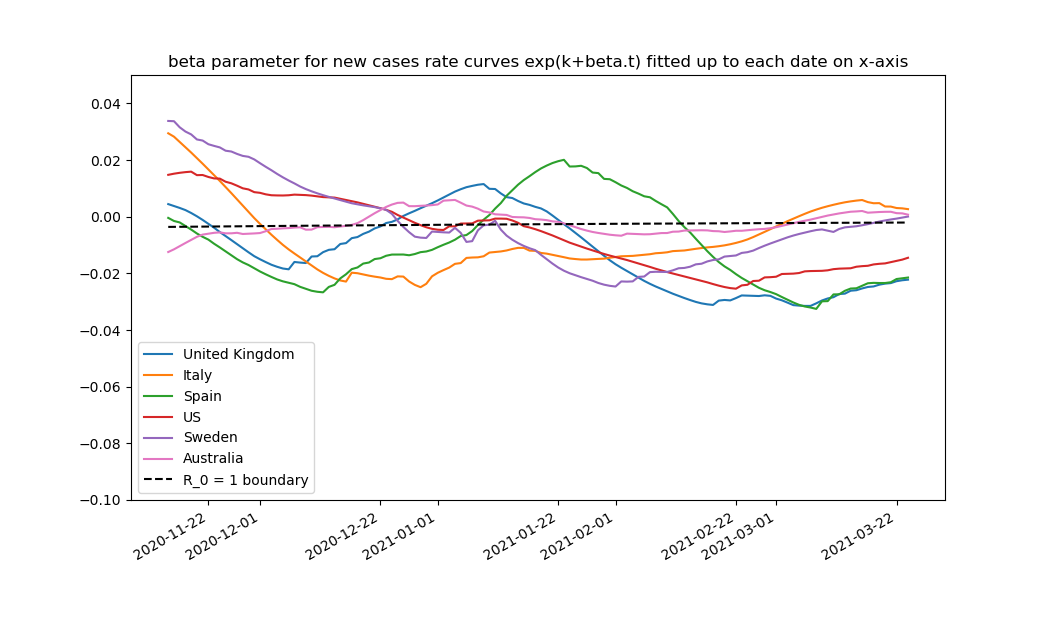 beta parameter for new cases rate curves exp(k+beta.t) fitted up to each date on x-axis
0.04
0.02
0.00
−0.02
−0.04
−0.06
−0.08
−0.10
United Kingdom
Italy
Spain
US
Sweden
Australia
R_0 = 1 boundary
2020-11-22
2020-12-01
2020-12-22
2021-01-01
2021-01-22
2021-02-01
2021-02-22
2021-03-01
2021-03-22